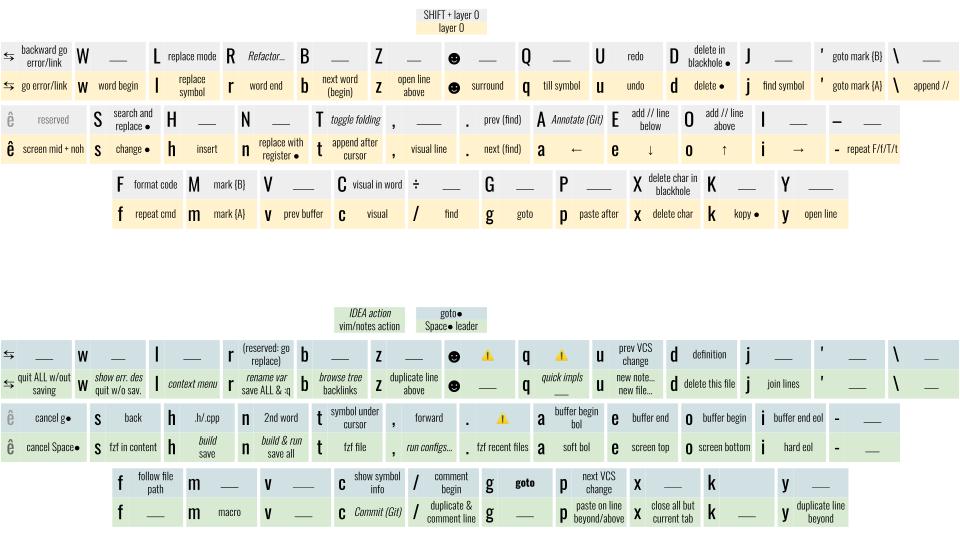 SHIFT + layer 0
layer 0
⇆ backward go error/link W ___ L replace mode R Refactor... B ___ Z ___ ☻ ___ Q ___ U redo D delete in blackhole ● J ___ ' goto mark {B} \ ___
⇆ go error/link w word begin l replace symbol r word end b next word (begin) z open line above ☻ surround q till symbol u undo d delete ● j find symbol ' goto mark {A} \ append //
ê reserved S search and replace ● H ___ N ___ T toggle folding , ___ . prev (find) A Annotate (Git) E add // line below O add // line above I ___ – ___
ê screen mid + noh s change ● h insert n replace with register ● t append after cursor , visual line . next (find) a ← e ↓ o ↑ i → - repeat F/f/T/t
F format code M mark {B} V ___ C visual in word ÷ ___ G ___ P ___ X delete char in blackhole K ___ Y ___
f repeat cmd m mark {A} v prev buffer c visual / find g goto p paste after x delete char k kopy ● y open line
IDEA action
vim/notes action
goto●
Space● leader
⇆ ___ w ___ l ___ r (reserved: go replace) b ___ z ___ ☻ ⚠ q ⚠ u prev VCS change d definition j ___ ' ___ \ ___
⇆ quit ALL w/out saving w show err. des quit w/o sav. l context menu r rename var save ALL & :q b browse tree backlinks z duplicate line above ☻ ___ q quick impls ___ u new note... new file... d delete this file j join lines ' ___ \ ___
ê cancel g● s back h .h/.cpp n 2nd word t symbol under cursor , forward . ⚠ a buffer begin bol e buffer end o buffer begin i buffer end eol - ___
ê cancel Space● s fzf in content h build save n build & run save all t fzf file , run configs... . fzf recent files a soft bol e screen top o screen bottom i hard eol - ___
f follow file path m ___ v ___ c show symbol info / comment begin g goto p next VCS change x ___ k y ___
f ___ m macro v ___ c Commit (Git) / duplicate & comment line g ___ p paste on line beyond/above x close all but current tab k ___ y duplicate line beyond